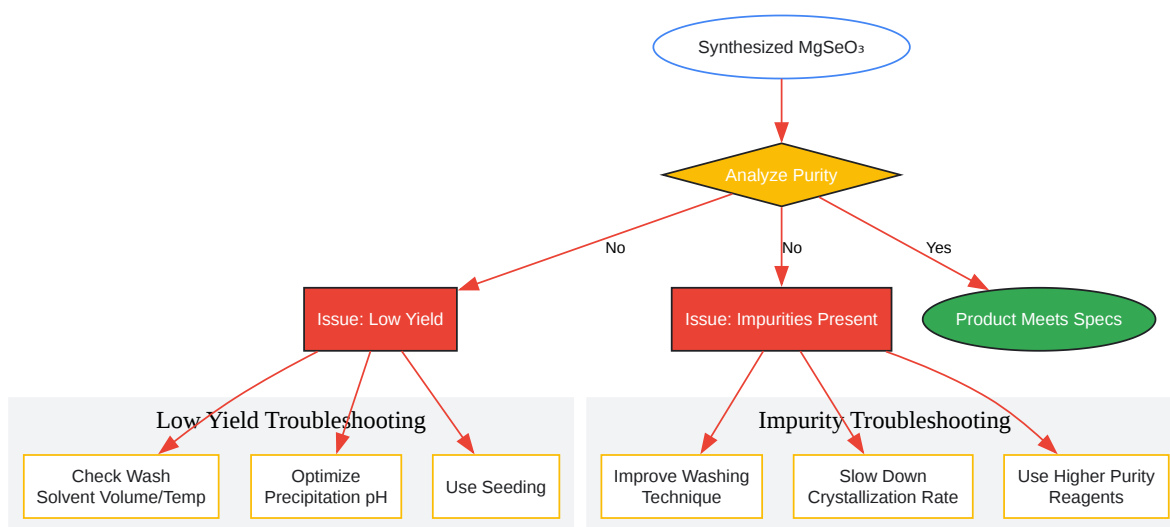 Synthesized MgSeO₃
Analyze Purity
No
No
Yes
Issue: Low Yield
Issue: Impurities Present
Product Meets Specs
Low Yield Troubleshooting
Impurity Troubleshooting
Check Wash
Solvent Volume/Temp
Optimize
Precipitation pH
Use Seeding
Improve Washing
Technique
Slow Down
Crystallization Rate
Use Higher Purity
Reagents